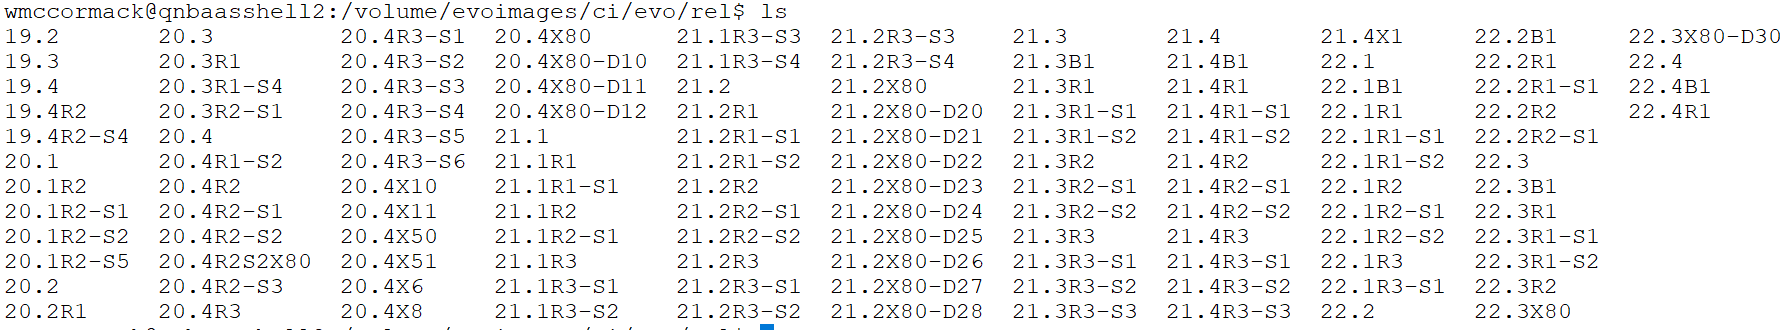 wmccormack@qnbaasshell2:/volume/evoimages/ci/evo/rel$ ls
19.2 20.3 20.4R3-S1 20.4X80 21.1R3-S3 21.2R3-S3 21.3 21.4 21.4X1 22.2B1 22.3X80-D30
19.3 20.3R1 20.4R3-S2 20.4X80-D10 21.1R3-S4 21.2R3-S4 21.3B1 21.4B1 22.1 22.2R1 22.4
19.4 20.3R1-S4 20.4R3-S3 20.4X80-D11 21.2 21.2X80 21.3R1 21.4R1 22.1B1 22.2R1-S1 22.4B1
19.4R2 20.3R2-S1 20.4R3-S4 20.4X80-D12 21.2R1 21.2X80-D20 21.3R1-S1 21.4R1-S1 22.1R1 22.2R2 22.4R1
19.4R2-S4 20.4 20.4R3-S5 21.1 21.2R1-S1 21.2X80-D21 21.3R1-S2 21.4R1-S2 22.1R1-S1 22.2R2-S1
20.1 20.4R1-S2 20.4R3-S6 21.1R1 21.2R1-S2 21.2X80-D22 21.3R2 21.4R2 22.1R1-S2 22.3
20.1R2 20.4R2 20.4X10 21.1R1-S1 21.2R2 21.2X80-D23 21.3R2-S1 21.4R2-S1 22.1R2 22.3B1
20.1R2-S1 20.4R2-S1 20.4X11 21.1R2 21.2R2-S1 21.2X80-D24 21.3R2-S2 21.4R2-S2 22.1R2-S1 22.3R1
20.1R2-S2 20.4R2-S2 20.4X50 21.1R2-S1 21.2R2-S2 21.2X80-D25 21.3R3 21.4R3 22.1R2-S2 22.3R1-S1
20.1R2-S5 20.4R2S2X80 20.4X51 21.1R3 21.2R3 21.2X80-D26 21.3R3-S1 21.4R3-S1 22.1R3 22.3R1-S2
20.2 20.4R2-S3 20.4X6 21.1R3-S1 21.2R3-S1 21.2X80-D27 21.3R3-S2 21.4R3-S2 22.1R3-S1 22.3R2
20.2R1 20.4R3 20.4X8 21.1R3-S2 21.2R3-S2 21.2X80-D28 21.3R3-S3 21.4R3-S3 22.2 22.3X80